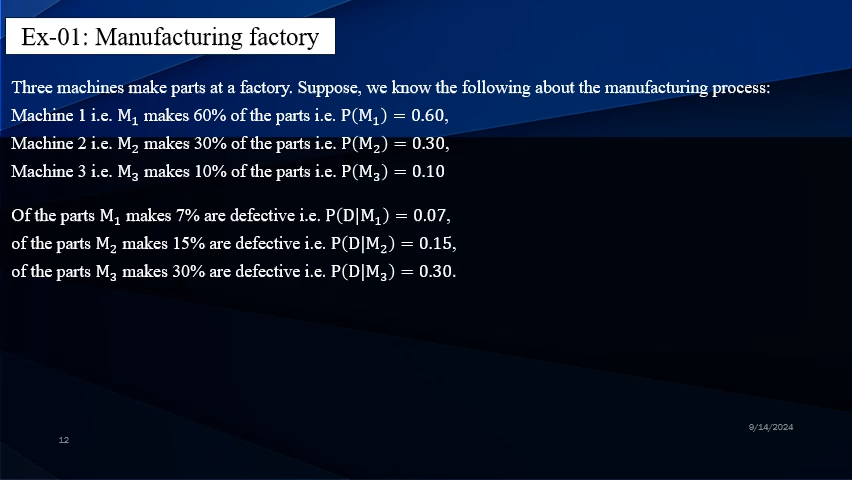 Ex-01: Manufacturing factory
Three machines make parts at a factory. Suppose, we know the following about the manufacturing process:
Machine 1 i.e. M₁ makes 60% of the parts i.e. P(M₁) = 0.60,
Machine 2 i.e. M₂ makes 30% of the parts i.e. P(M₂) = 0.30,
Machine 3 i.e. M₃ makes 10% of the parts i.e. P(M₃) = 0.10
Of the parts M₁ makes 7% are defective i.e. P(D|M₁) = 0.07,
of the parts M₂ makes 15% are defective i.e. P(D|M₂) = 0.15,
of the parts M₃ makes 30% are defective i.e. P(D|M₃) = 0.30.
9/14/2024
12